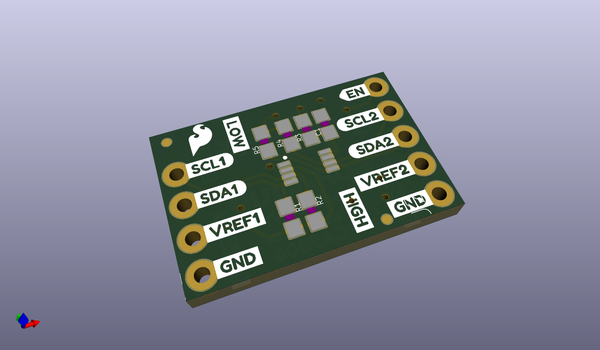 EN
LOW
SCL2
SCL1
SDA2
SDA1
VREF2
VREF1
HIGH
GND
GND